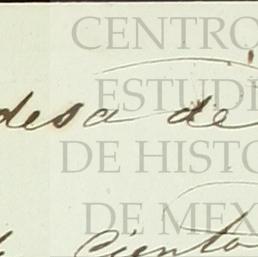 CENTRO
ESTUDI
desa de
DE HISTO
DE MEX
Ciento